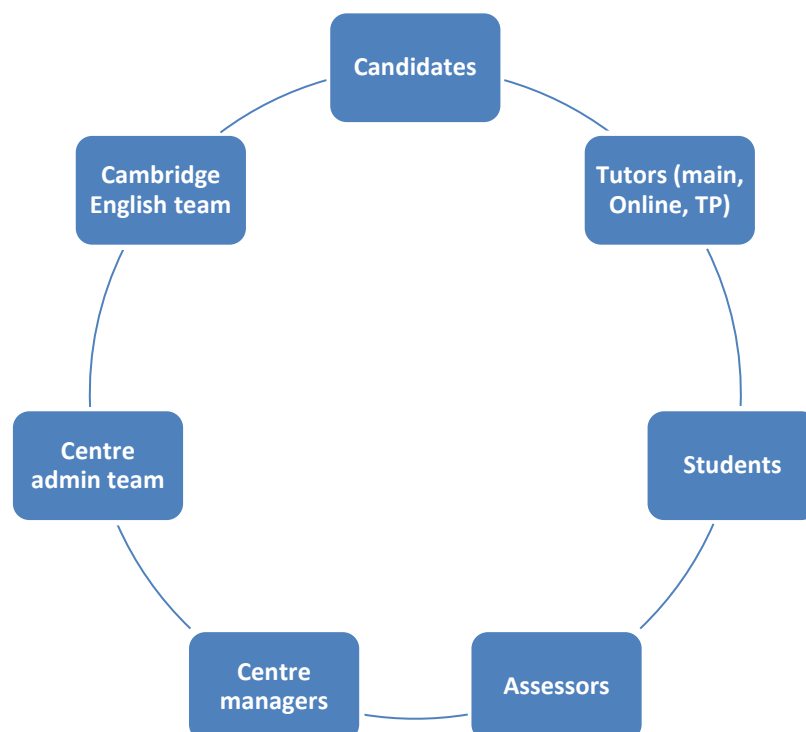 Candidates
Tutors (main,
Online, TP)
Students
Assessors
Centre
managers
Centre
admin team
Cambridge
English team